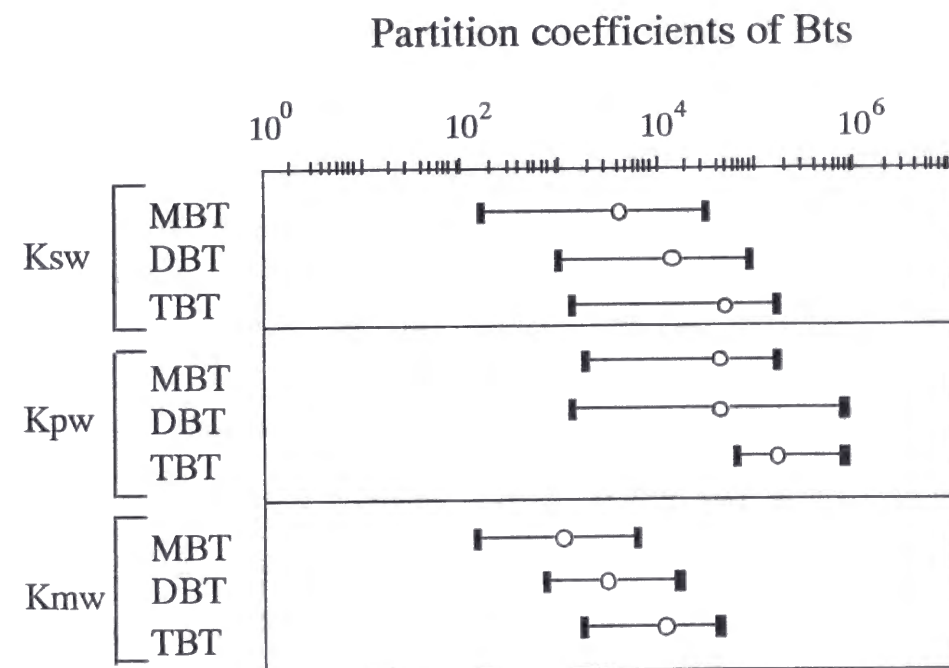 Partition coefficients of Bts
10^0 10^2 10^4 10^6
Ksw
MBT
DBT
TBT
Kpw
MBT
DBT
TBT
Kmw
MBT
DBT
TBT